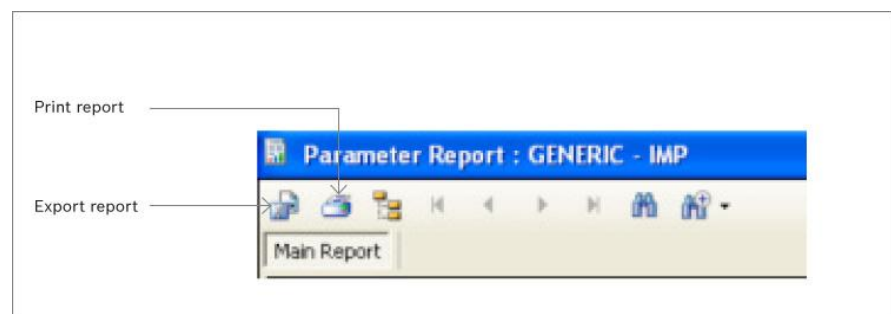 Print report
Parameter Report : GENERIC - IMP
Export report
Main Report